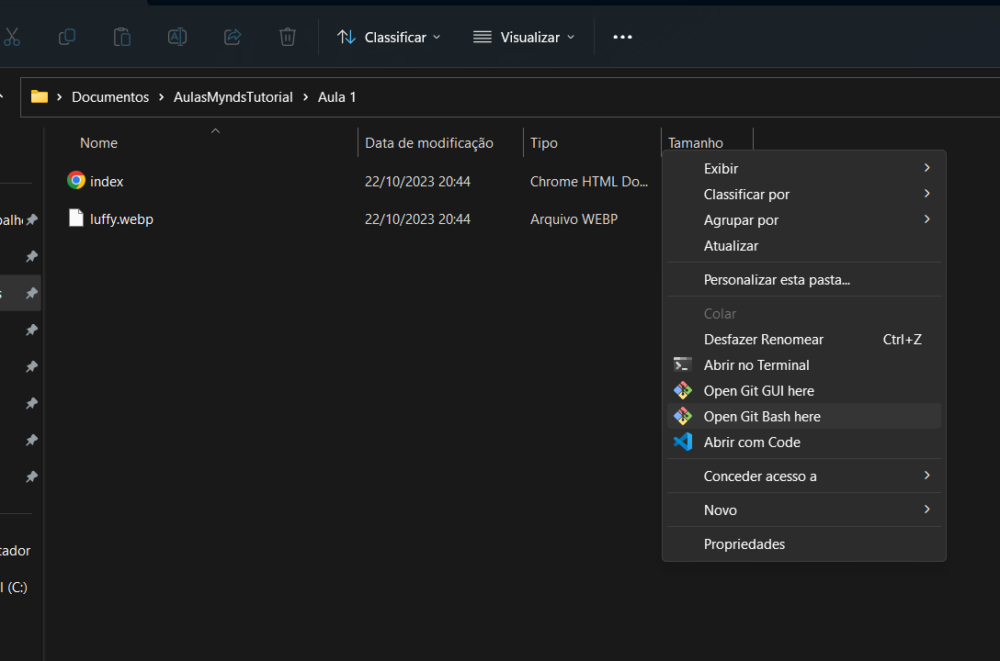 Classificar Visualizar
Documentos AulasMyndsTutorial Aula 1
Nome Data de modificação Tipo Tamanho
index 22/10/2023 20:44 Chrome HTML Do...
luffy.webp 22/10/2023 20:44 Arquivo WEBP
Exibir
Classificar por
Agrupar por
Atualizar
Personalizar esta pasta...
Colar
Desfazer Renomear Ctrl+Z
Abrir no Terminal
Open Git GUI here
Open Git Bash here
Abrir com Code
Conceder acesso a
Novo
Propriedades
tador
(C:)